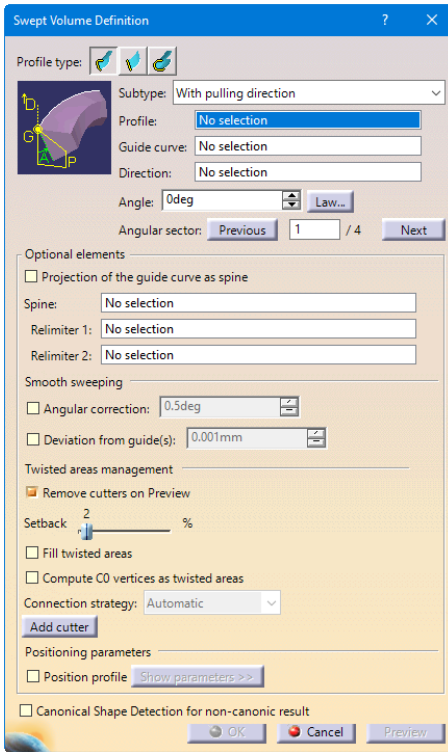 Swept Volume Definition ? ×
Profile type:
D
G
A
P
Subtype: With pulling direction
Profile: No selection
Guide curve: No selection
Direction: No selection
Angle: 0deg Law...
Angular sector: Previous 1 / 4 Next
Optional elements
Projection of the guide curve as spine
Spine: No selection
Relimiter 1: No selection
Relimiter 2: No selection
Smooth sweeping
Angular correction: 0.5deg
Deviation from guide(s): 0.001mm
Twisted areas management
Remove cutters on Preview
Setback 2 %
Fill twisted areas
Compute C0 vertices as twisted areas
Connection strategy: Automatic
Add cutter
Positioning parameters
Position profile Show parameters >>
Canonical Shape Detection for non-canonic result
OK Cancel Preview